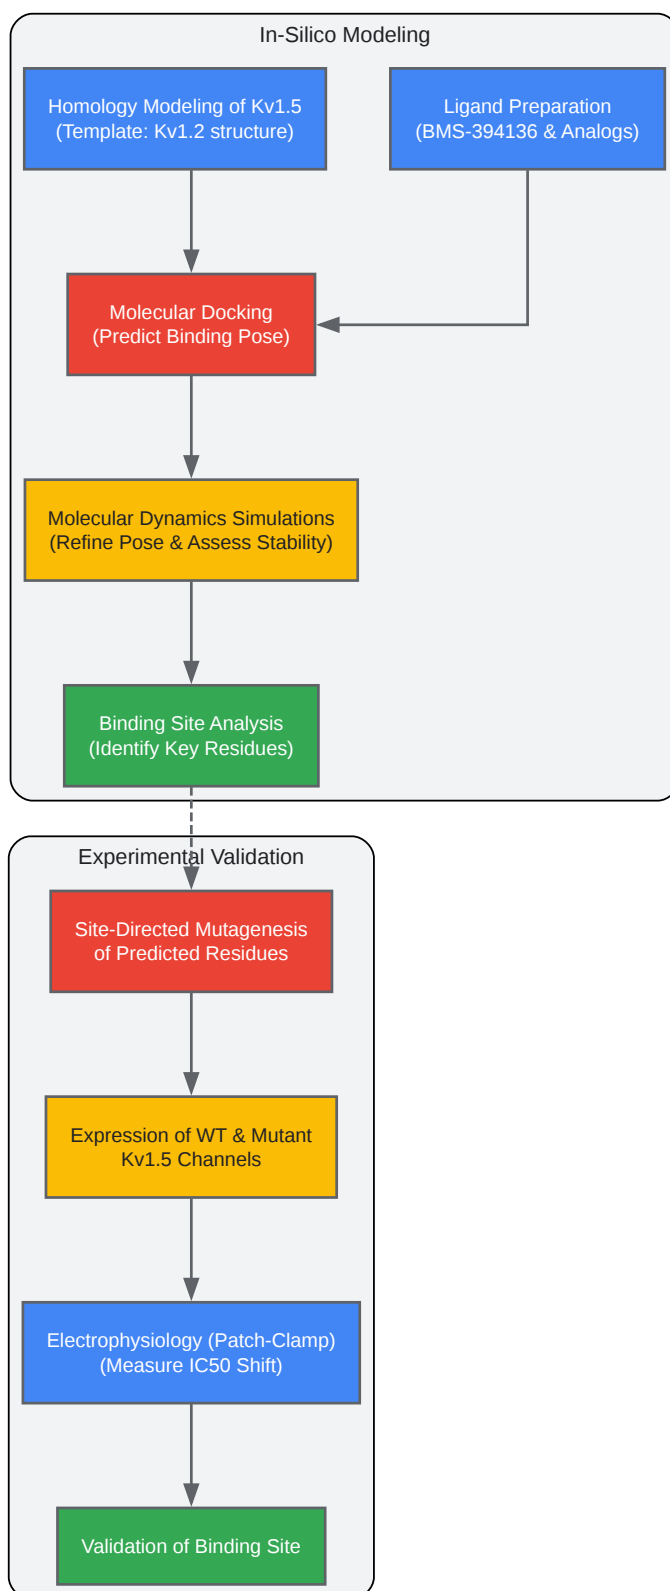 In-Silico Modeling
Homology Modeling of Kv1.5
(Template: Kv1.2 structure)
Ligand Preparation
(BMS-394136 & Analogs)
Molecular Docking
(Predict Binding Pose)
Molecular Dynamics Simulations
(Refine Pose & Assess Stability)
Binding Site Analysis
(Identify Key Residues)
Experimental Validation
Site-Directed Mutagenesis
of Predicted Residues
Expression of WT & Mutant
Kv1.5 Channels
Electrophysiology (Patch-Clamp)
(Measure IC50 Shift)
Validation of Binding Site